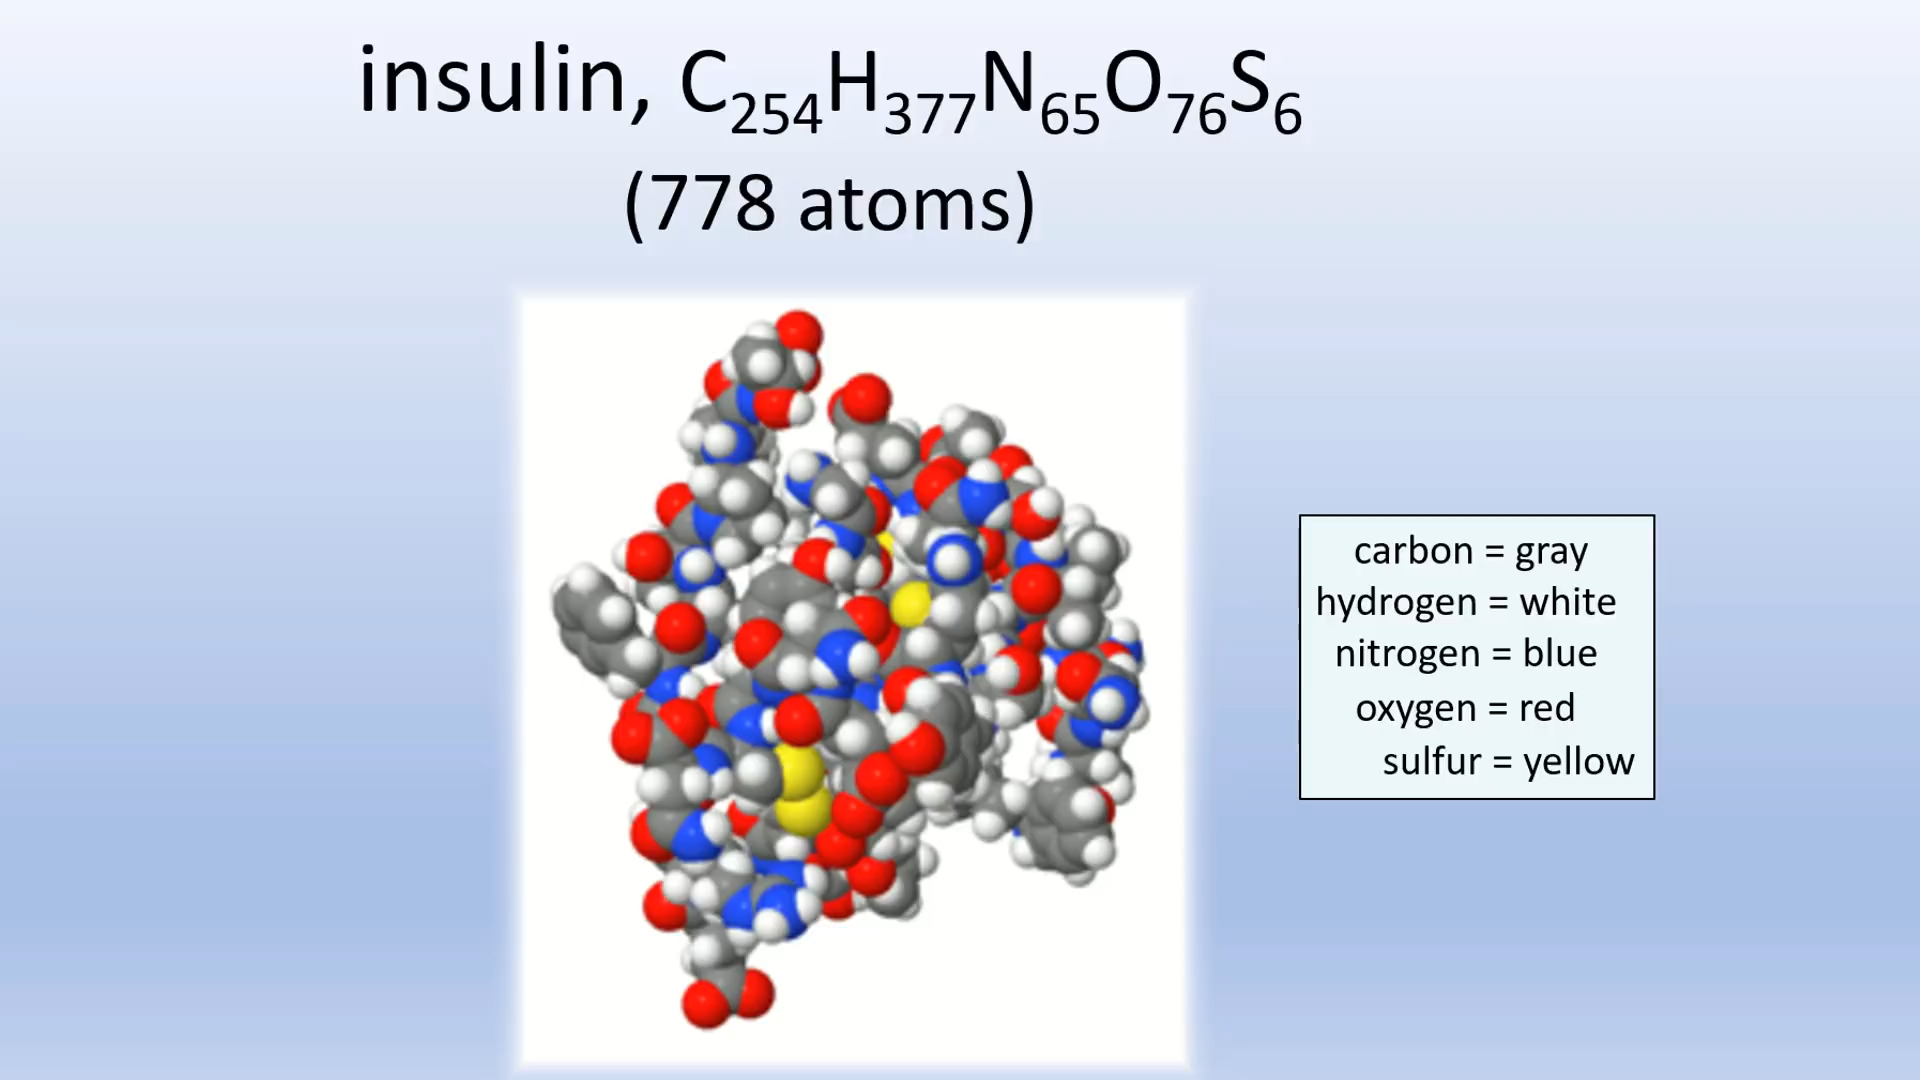 insulin, C₂₅₄H₃₇₇N₆₅O₇₆S₆
(778 atoms)
carbon = gray
hydrogen = white
nitrogen = blue
oxygen = red
sulfur = yellow